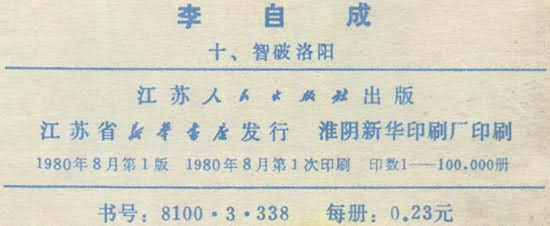 李自成
十、智破洛阳
江苏人民出版社出版
江苏省新华书店发行 淮阴新华印刷厂印刷
1980年8月第1版 1980年8月第1次印刷 印数1—100,000册
书号：8100·3·338 每册：0.23元